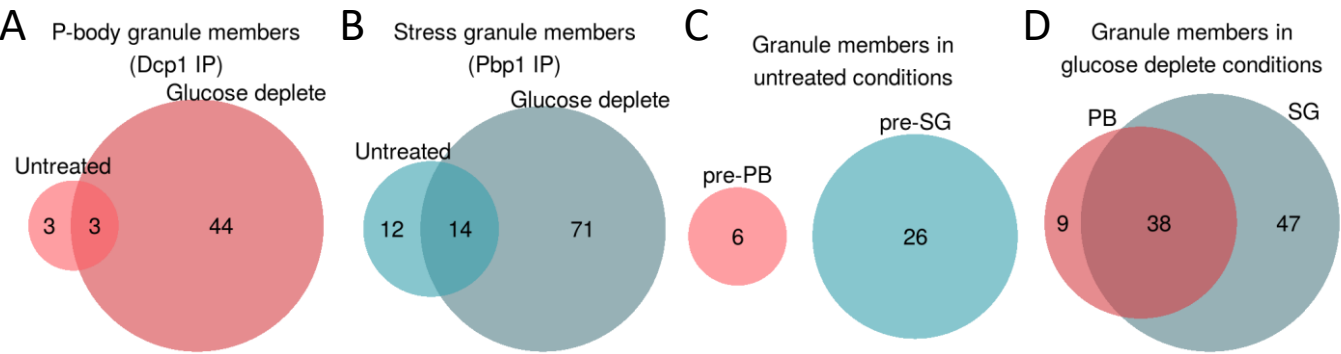 A
P-body granule members
(Dcp1 IP)
Glucose deplete
Untreated
3
3
44
B
Stress granule members
(Pbp1 IP)
Glucose deplete
Untreated
12
14
71
C
Granule members in
untreated conditions
pre-SG
pre-PB
6
26
D
Granule members in
glucose deplete conditions
PB
SG
9
38
47